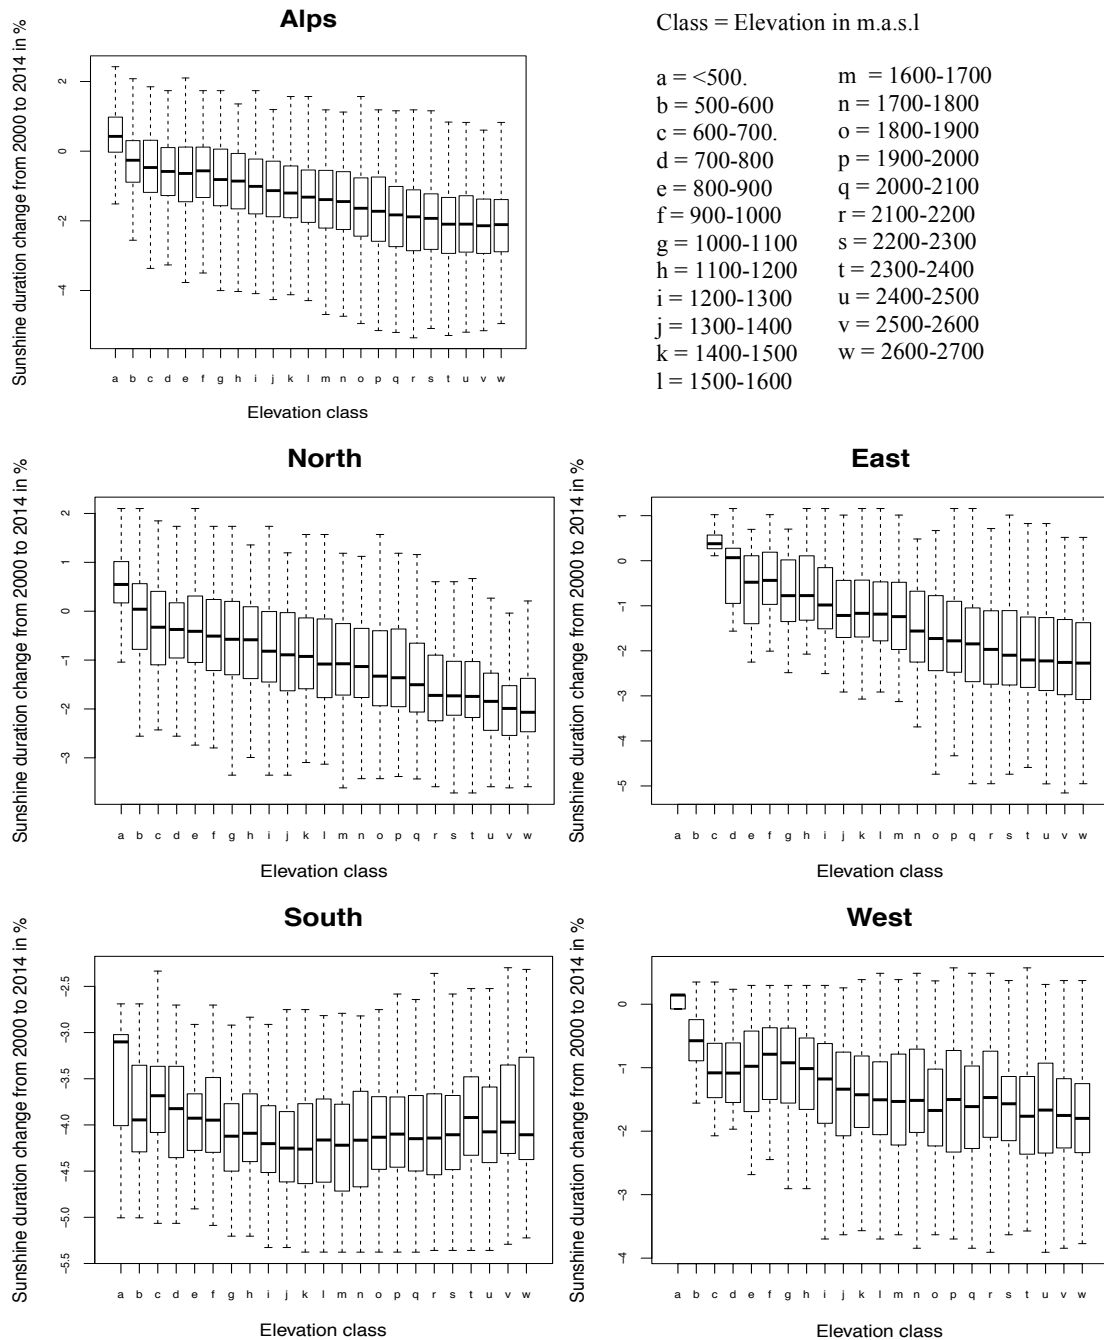 Alps
Sunshine duration change from 2000 to 2014 in %
2
0
-2
-4
a b c d e f g h i j k l m n o p q r s t u v w
Elevation class
Class = Elevation in m.a.s.l
a = <500.
b = 500-600
c = 600-700.
d = 700-800
e = 800-900
f = 900-1000
g = 1000-1100
h = 1100-1200
i = 1200-1300
j = 1300-1400
k = 1400-1500
l = 1500-1600
m = 1600-1700
n = 1700-1800
o = 1800-1900
p = 1900-2000
q = 2000-2100
r = 2100-2200
s = 2200-2300
t = 2300-2400
u = 2400-2500
v = 2500-2600
w = 2600-2700
North
Sunshine duration change from 2000 to 2014 in %
2
1
0
-1
-2
-3
a b c d e f g h i j k l m n o p q r s t u v w
Elevation class
East
Sunshine duration change from 2000 to 2014 in %
1
0
-1
-2
-3
-4
-5
a b c d e f g h i j k l m n o p q r s t u v w
Elevation class
South
Sunshine duration change from 2000 to 2014 in %
-2.5
-3.0
-3.5
-4.0
-4.5
-5.0
-5.5
a b c d e f g h i j k l m n o p q r s t u v w
Elevation class
West
Sunshine duration change from 2000 to 2014 in %
0
-1
-2
-3
-4
a b c d e f g h i j k l m n o p q r s t u v w
Elevation class